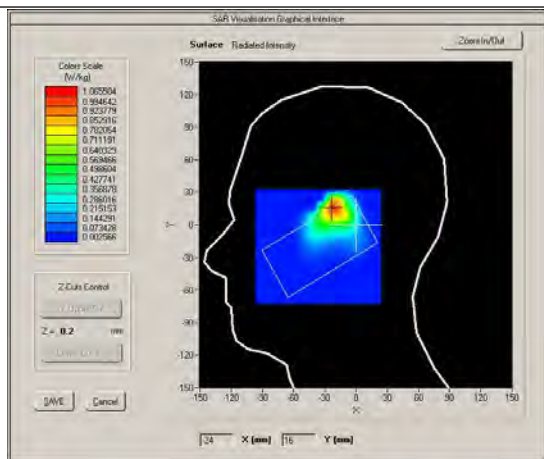 SAR Visualisation Graphical Interface
Surface Radiated Intensity
Zoom In/Out
Colors Scale
(W/kg)
1.065504
0.994642
0.923779
0.852916
0.782054
0.711191
0.640329
0.569466
0.498604
0.427741
0.356878
0.286016
0.215153
0.144291
0.073428
0.002566
150
120
90
60
30
0
-30
-60
-90
-120
-150
Y
-150 -120 -90 -60 -30 0 30 60 90 120 150
X
Z-Cuts Control
Z = 0.2 mm
SAVE Cancel
-24 X (mm) 16 Y (mm)